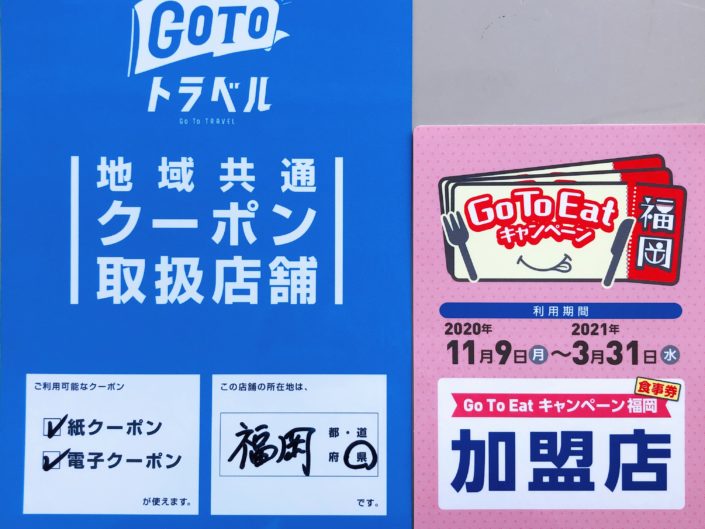 GOTO
トラベル
Go To TRAVEL
地域共通
クーポン
取扱店舗
ご利用可能なクーポン
紙クーポン
電子クーポン
が使えます。
この店舗の所在地は、
福岡 都・道
府 県
です。
Go To Eat
キャンペーン
福岡
利用期間
2020年 2021年
11月9日月〜3月31日水
食事券
Go To Eat キャンペーン福岡
加盟店